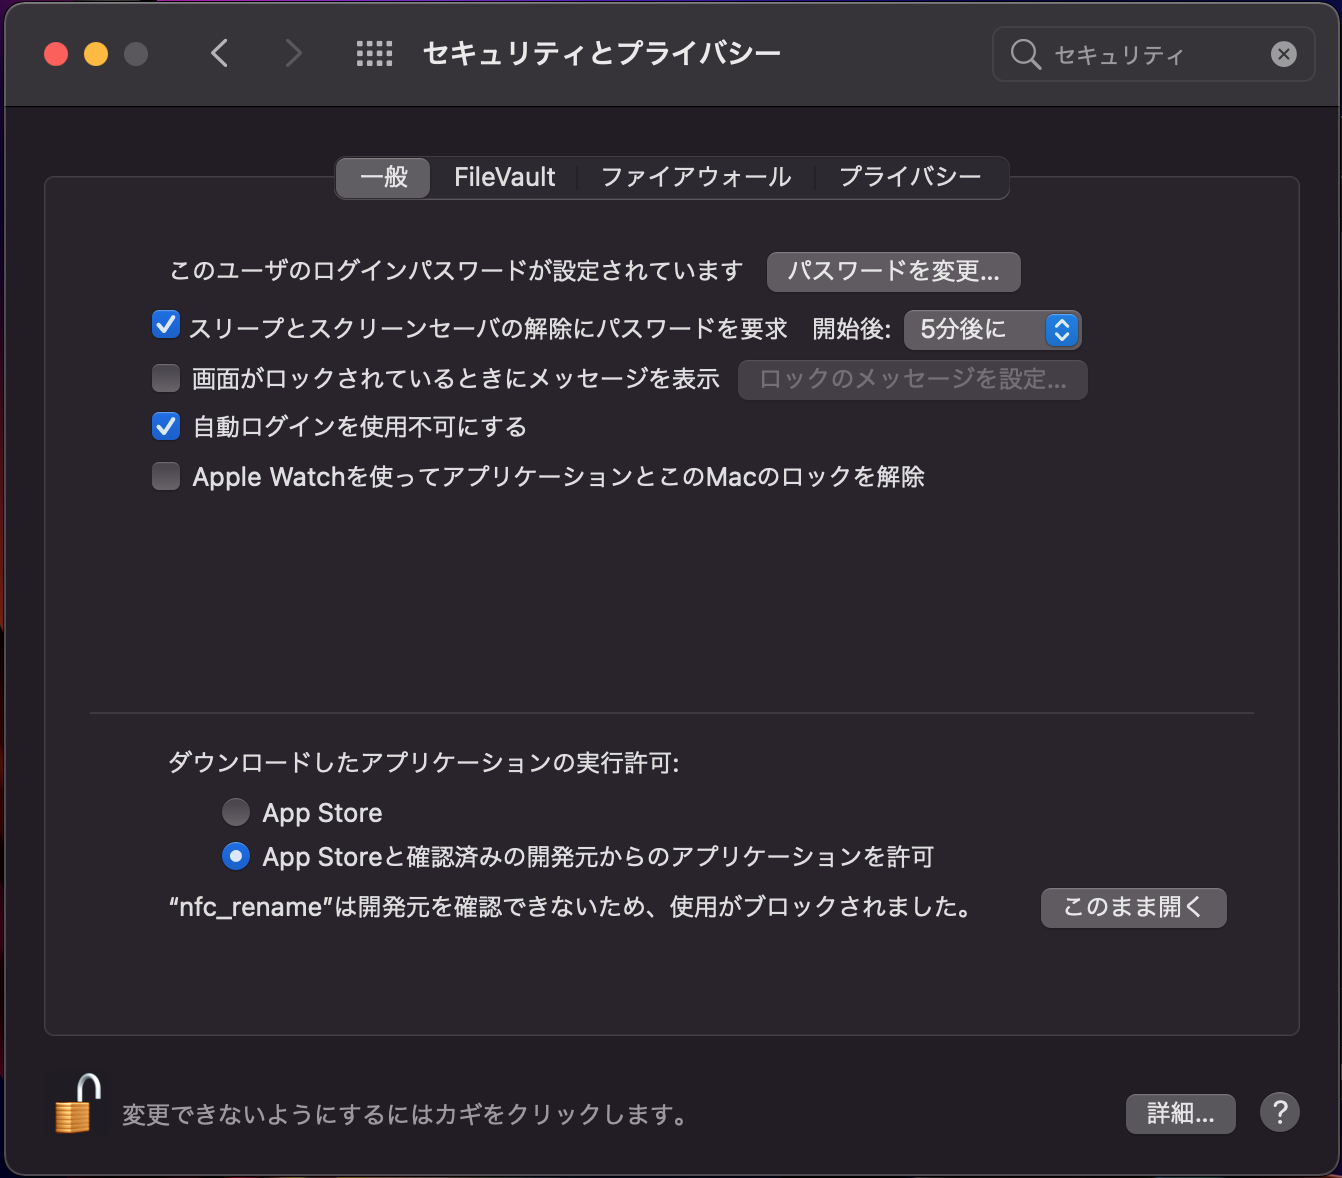 セキュリティとプライバシー
セキュリティ
一般 FileVault ファイアウォール プライバシー
このユーザのログインパスワードが設定されています パスワードを変更...
スリープとスクリーンセーバの解除にパスワードを要求 開始後: 5分後に
画面がロックされているときにメッセージを表示 ロックのメッセージを設定...
自動ログインを使用不可にする
Apple Watchを使ってアプリケーションとこのMacのロックを解除
ダウンロードしたアプリケーションの実行許可:
App Store
App Storeと確認済みの開発元からのアプリケーションを許可
“nfc_rename”は開発元を確認できないため、使用がブロックされました。 このまま開く
変更できないようにするにはカギをクリックします。 詳細... ?